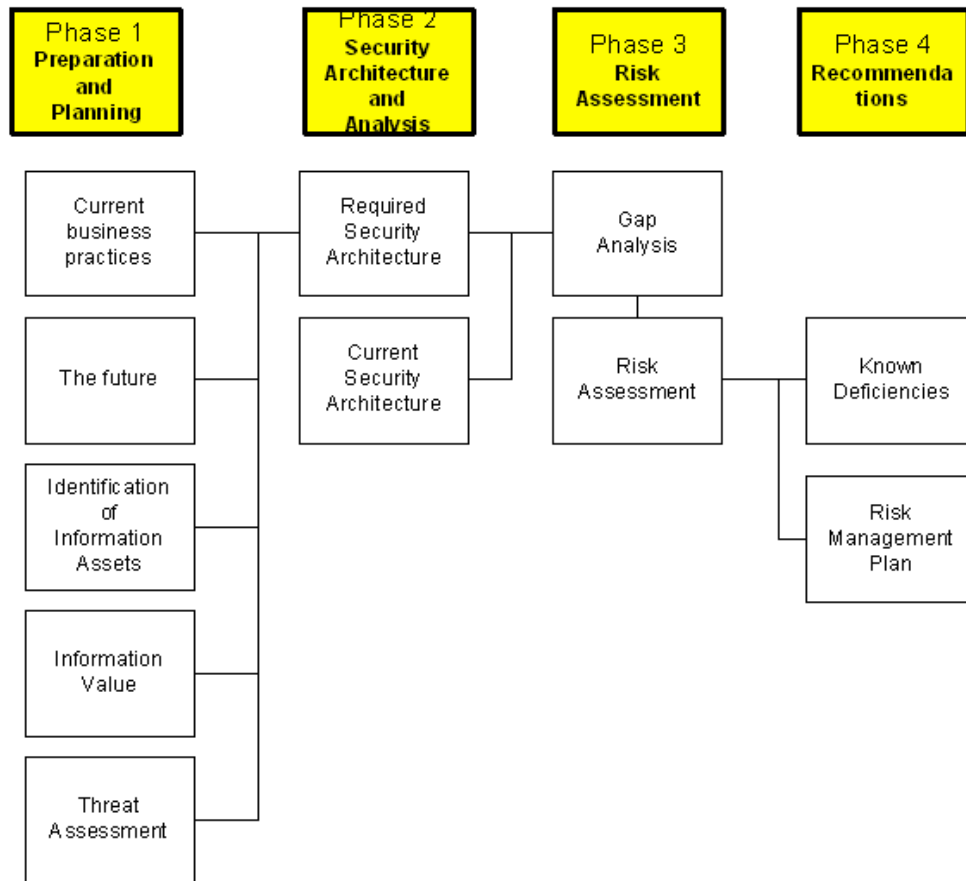 Phase 1
Preparation
and
Planning
Phase 2
Security
Architecture
and
Analysis
Phase 3
Risk
Assessment
Phase 4
Recommenda
tions
Current
business
practices
Required
Security
Architecture
Gap
Analysis
The future
Current
Security
Architecture
Risk
Assessment
Known
Deficiencies
Identification
of
Information
Assets
Risk
Management
Plan
Information
Value
Threat
Assessment